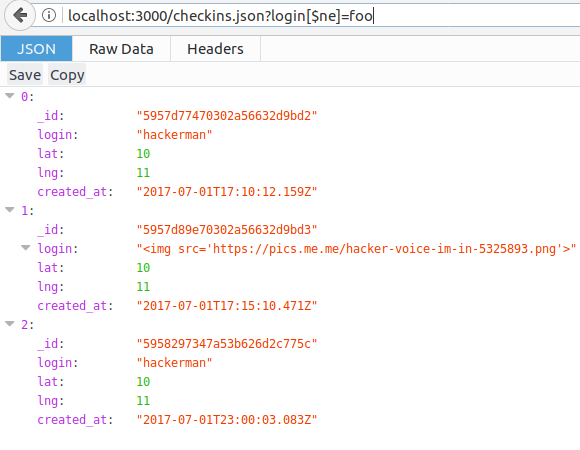 localhost:3000/checkins.json?login[$ne]=foo
JSON Raw Data Headers
Save Copy
0:
_id: "5957d77470302a56632d9bd2"
login: "hackerman"
lat: 10
lng: 11
created_at: "2017-07-01T17:10:12.159Z"
1:
_id: "5957d89e70302a56632d9bd3"
login: "<img src='https://pics.me.me/hacker-voice-im-in-5325893.png'>"
lat: 10
lng: 11
created_at: "2017-07-01T17:15:10.471Z"
2:
_id: "5958297347a53b626d2c775c"
login: "hackerman"
lat: 10
lng: 11
created_at: "2017-07-01T23:00:03.083Z"